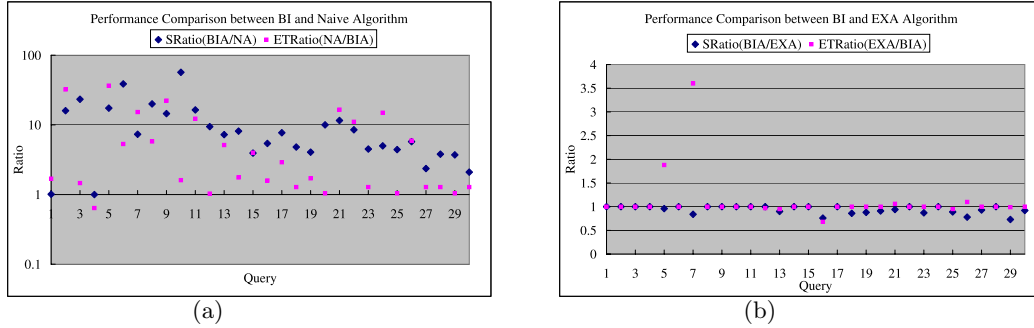 Performance Comparison between BI and Naive Algorithm
SRatio(BIA/NA) ETRatio(NA/BIA)
100
10
1
0.1
Ratio
1 3 5 7 9 11 13 15 17 19 21 23 25 27 29
Query
(a)
Performance Comparison between BI and EXA Algorithm
SRatio(BIA/EXA) ETRatio(EXA/BIA)
4
3.5
3
2.5
2
1.5
1
0.5
0
Ratio
1 3 5 7 9 11 13 15 17 19 21 23 25 27 29
Query
(b)